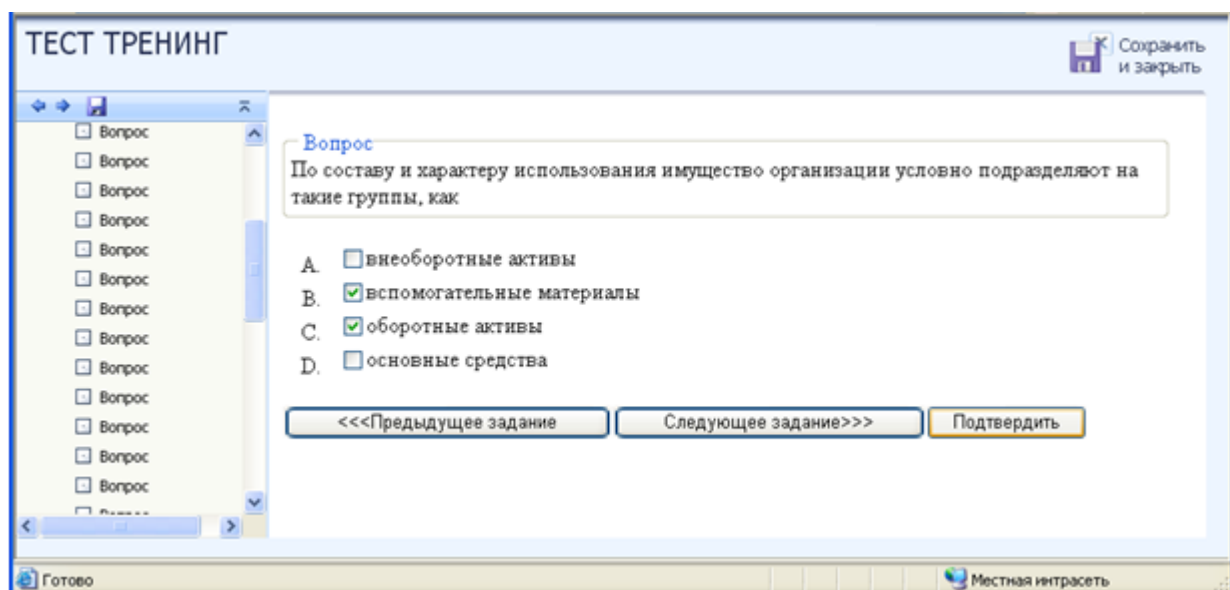 ТЕСТ ТРЕНИНГ
Сохранить
и закрыть
Вопрос
Вопрос
Вопрос
Вопрос
Вопрос
Вопрос
Вопрос
Вопрос
Вопрос
Вопрос
Вопрос
Вопрос
Вопрос
Вопрос
По составу и характеру использования имущество организации условно подразделяют на
такие группы, как
A. внеоборотные активы
B. вспомогательные материалы
C. оборотные активы
D. основные средства
<<<Предыдущее задание Следующее задание>>> Подтвердить
Готово Местная интрасеть